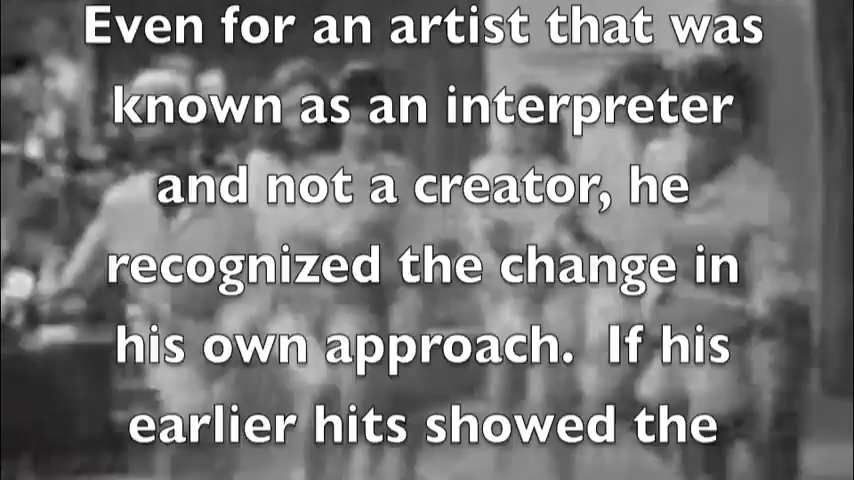 Even for an artist that was
known as an interpreter
and not a creator, he
recognized the change in
his own approach.  If his
earlier hits showed the